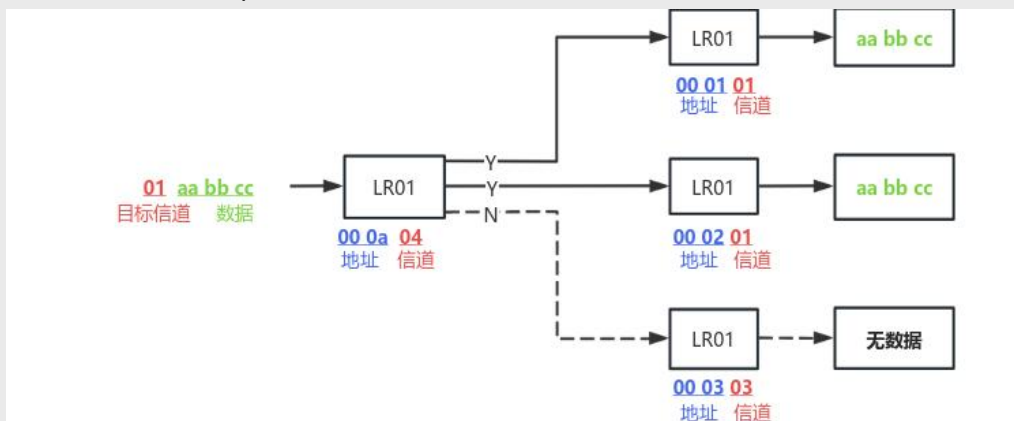 LR01
aa bb cc
00 01 01
地址 信道
Y
01 aa bb cc
目标信道 数据
LR01
Y
LR01
aa bb cc
N
00 0a 04
地址 信道
00 02 01
地址 信道
LR01
无数据
00 03 03
地址 信道